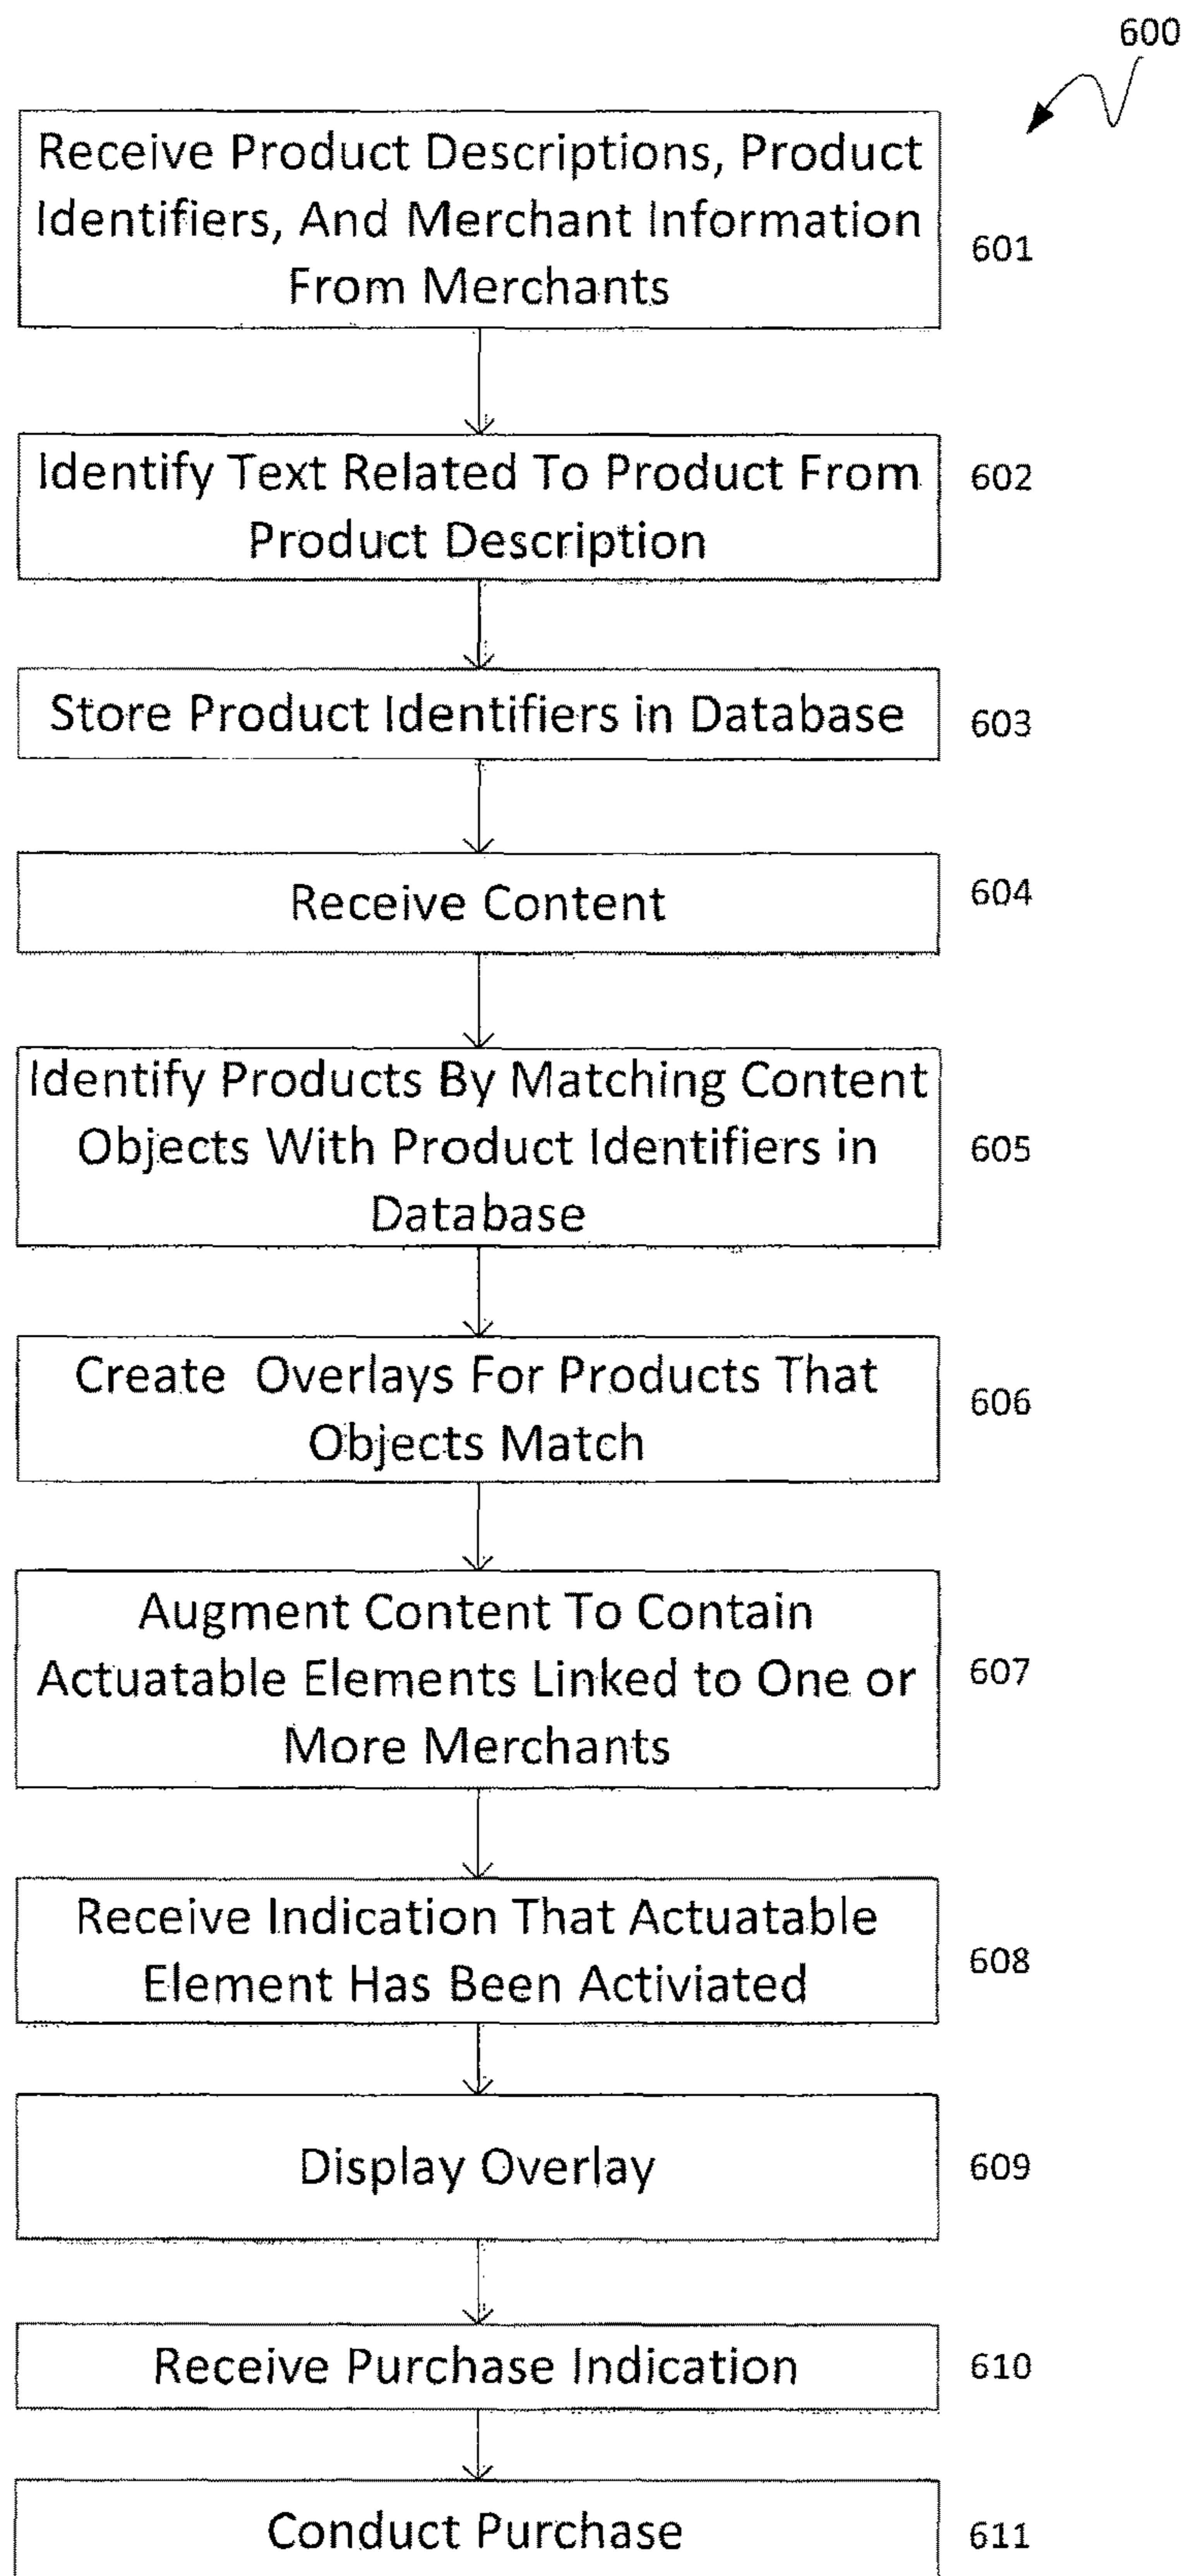 600
Receive Product Descriptions, Product
Identifiers, And Merchant Information
From Merchants
601
Identify Text Related To Product From
Product Description
602
Store Product Identifiers in Database
603
Receive Content
604
Identify Products By Matching Content
Objects With Product Identifiers in
Database
605
Create Overlays For Products That
Objects Match
606
Augment Content To Contain
Actuatable Elements Linked to One or
More Merchants
607
Receive Indication That Actuatable
Element Has Been Activiated
608
Display Overlay
609
Receive Purchase Indication
610
Conduct Purchase
611